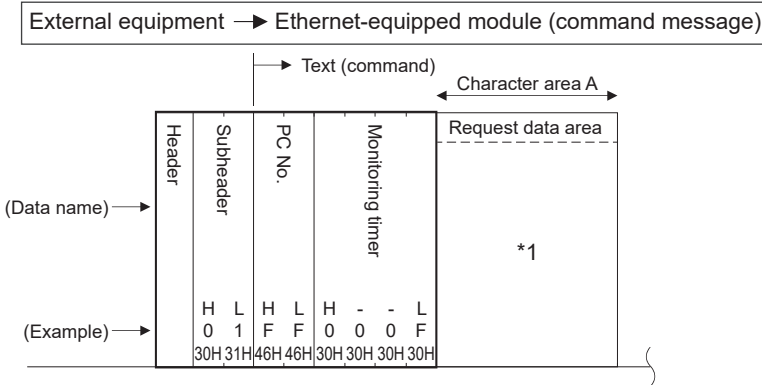 External equipment → Ethernet-equipped module (command message)
Text (command)
Character area A
Header
Subheader
PC No.
Monitoring timer
Request data area
(Data name)
*1
H L H L H - - L
(Example) 0 1 F F 0 0 0 F
30H 31H 46H 46H 30H 30H 30H 30H